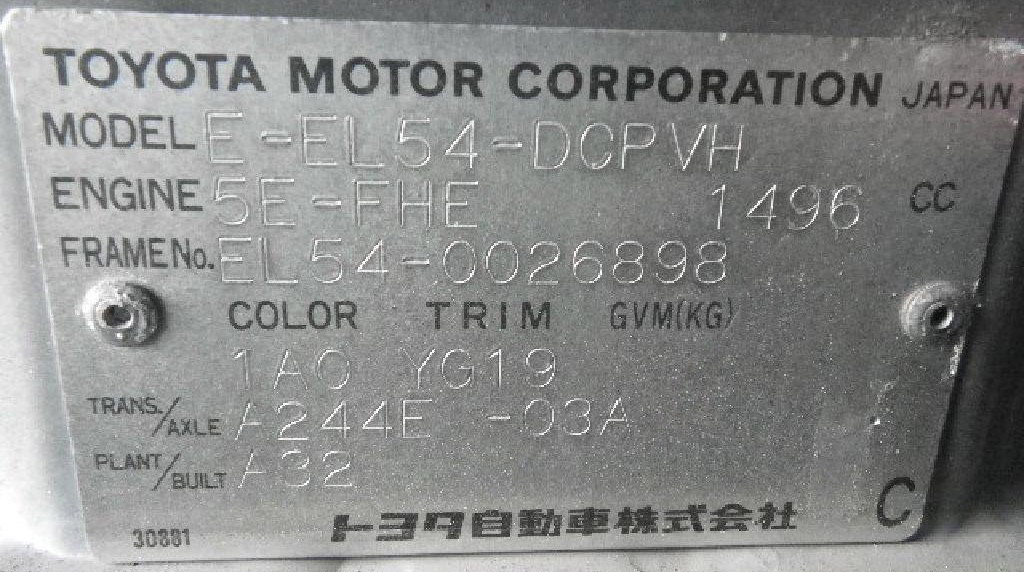 TOYOTA MOTOR CORPORATION JAPAN
MODEL E-EL54-DCPVH
ENGINE 5E-FHE 1496 CC
FRAME No. EL54-0026898
COLOR TRIM GVM(KG)
1A0 YG19
TRANS./AXLE A244E -03A
PLANT/BUILT A32
30881 トヨタ自動車株式会社 C